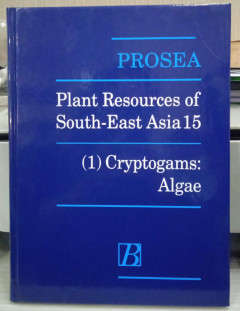 PROSEA
Plant Resources of
South-East Asia 15
(1) Cryptogams:
Algae
B